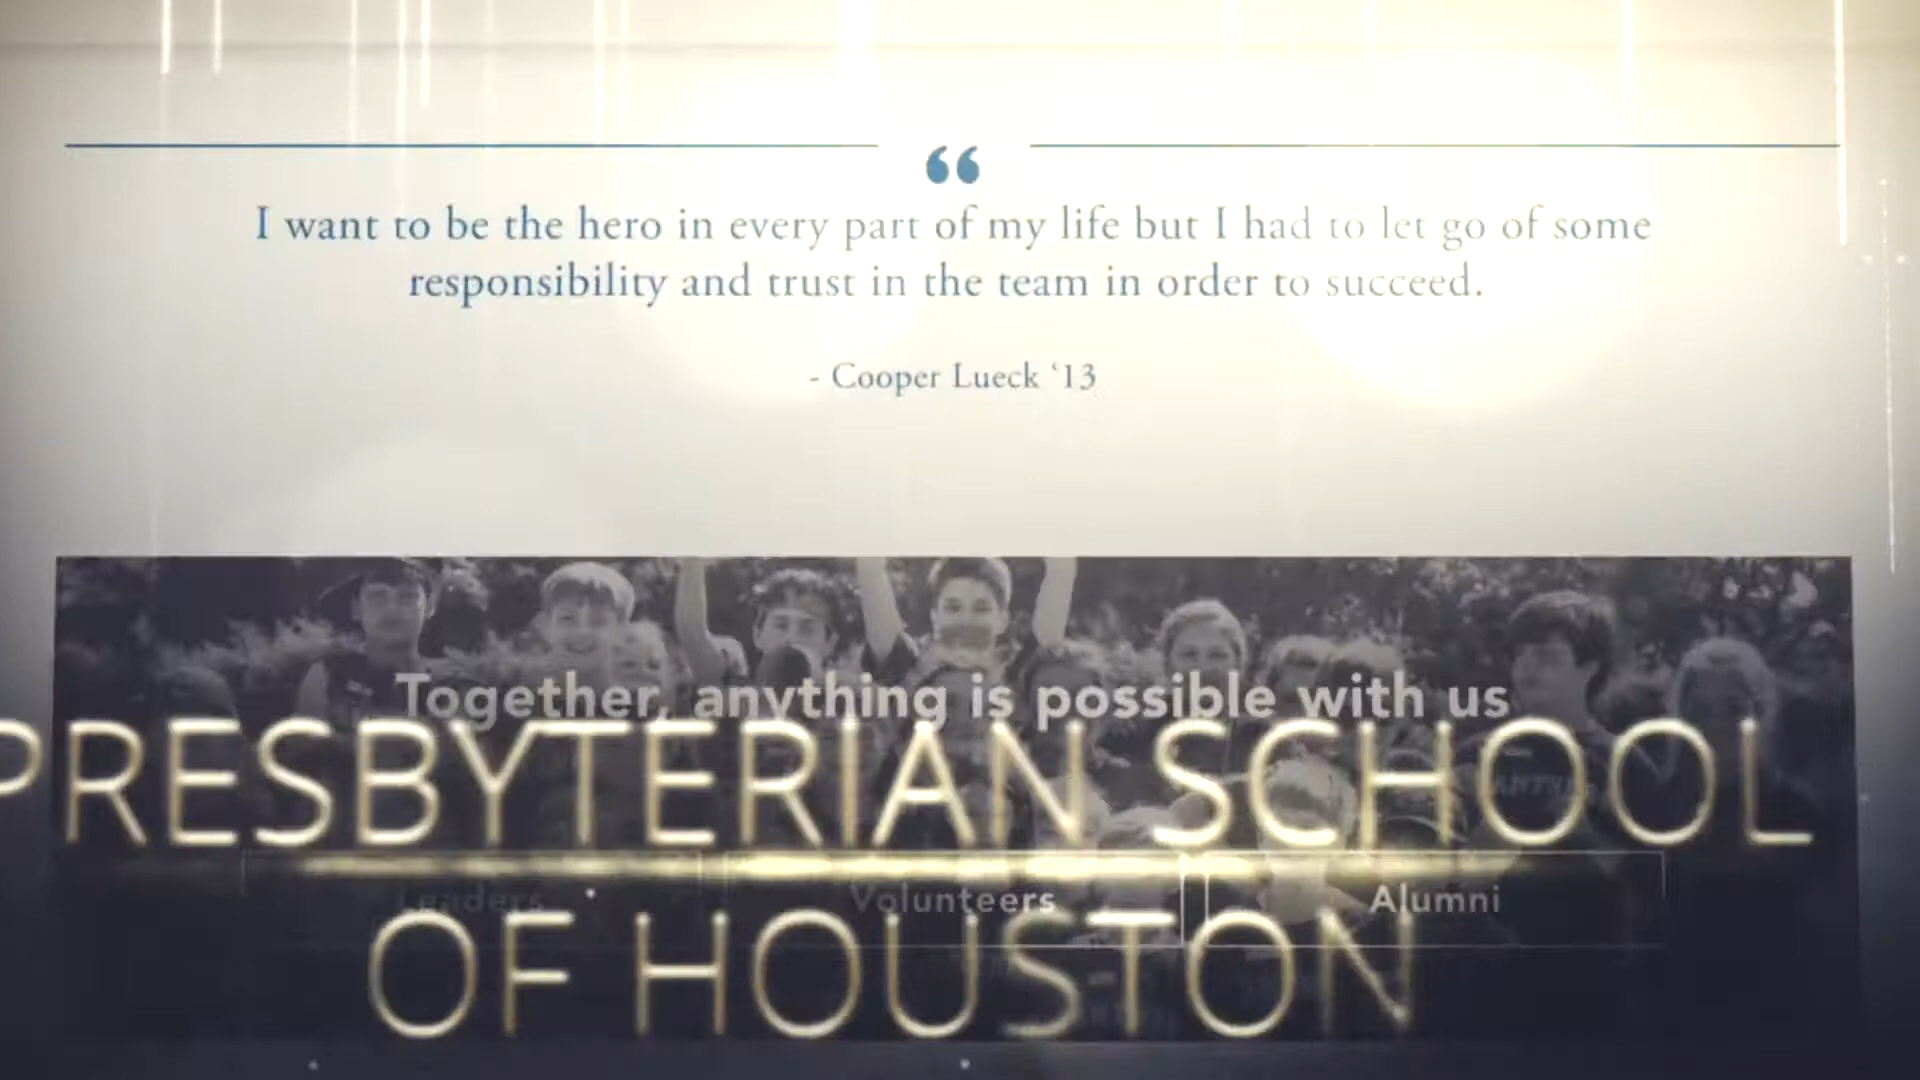 “
I want to be the hero in every part of my life but I had to let go of some
responsibility and trust in the team in order to succeed.
- Cooper Lueck ‘13
Together, anything is possible with us
PRESBYTERIAN SCHOOL
Leaders
Volunteers
Alumni
OF HOUSTON